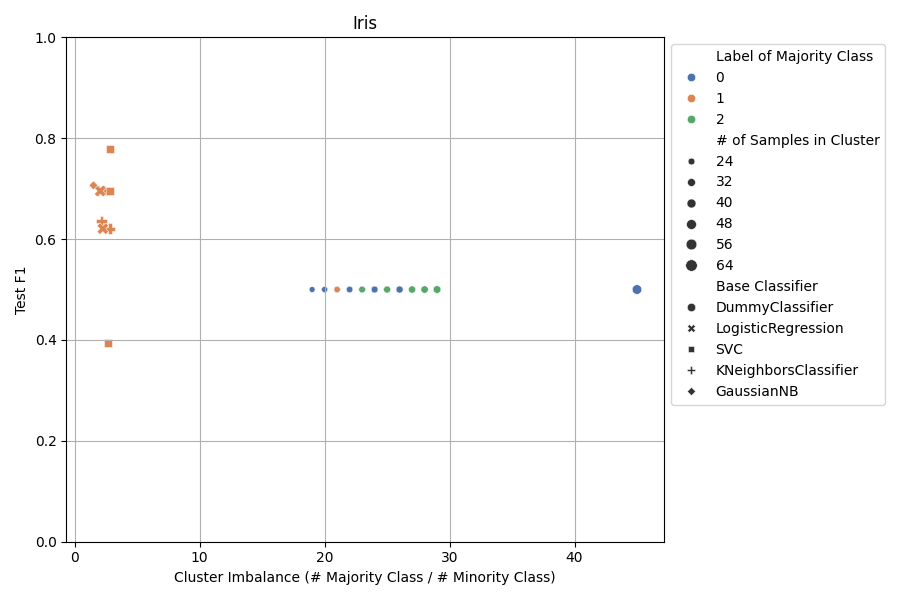 Iris
1.0
0.8
0.6
0.4
0.2
0.0
Test F1
0
10
20
30
40
Cluster Imbalance (# Majority Class / # Minority Class)
Label of Majority Class
0
1
2
# of Samples in Cluster
24
32
40
48
56
64
Base Classifier
DummyClassifier
LogisticRegression
SVC
KNeighborsClassifier
GaussianNB